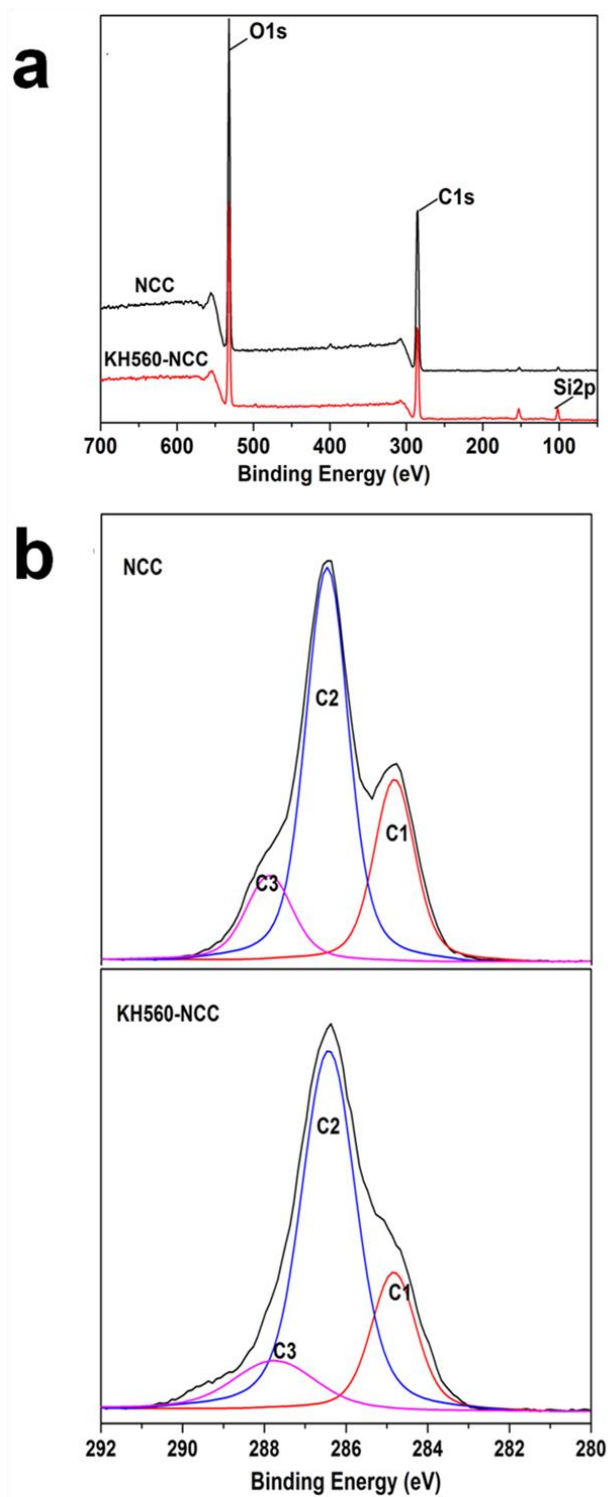 a
O1s
C1s
NCC
KH560-NCC
Si2p
700 600 500 400 300 200 100
Binding Energy (eV)
b
NCC
C2
C1
C3
KH560-NCC
C2
C1
C3
292 290 288 286 284 282 280
Binding Energy (eV)